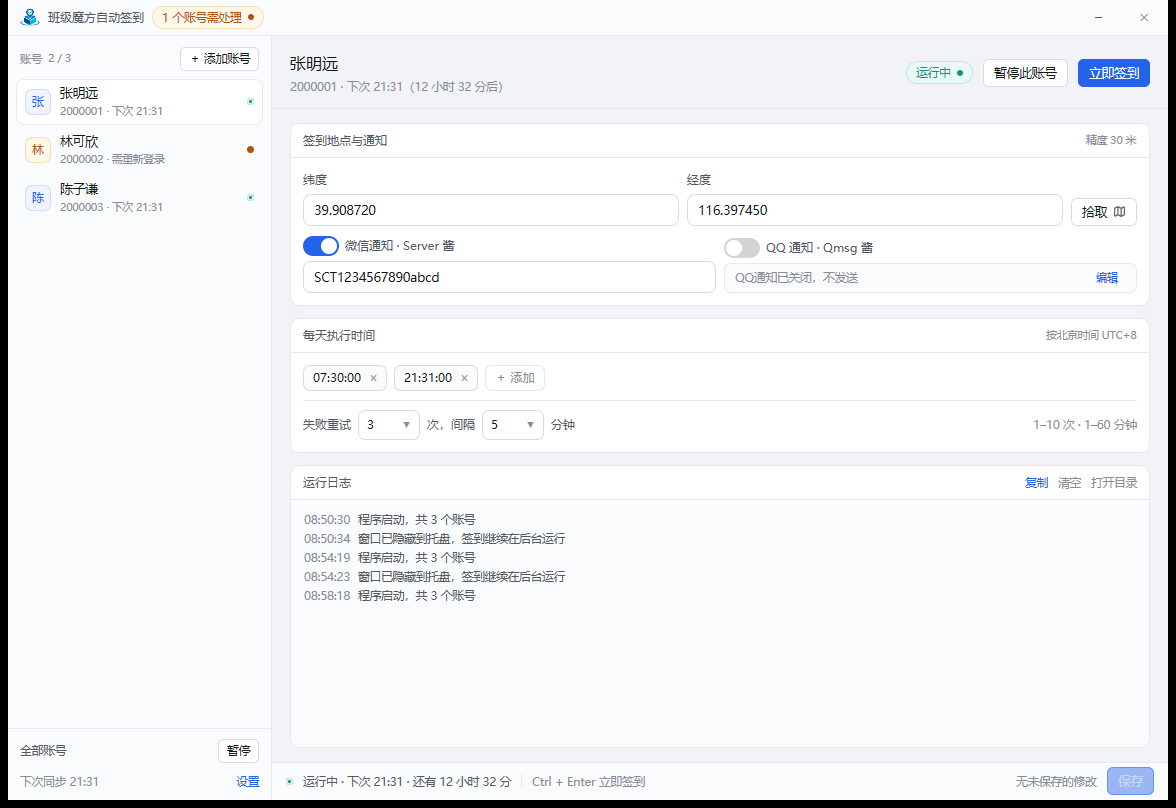 班级魔方自动签到 1 个账号需处理
账号 2 / 3 + 添加账号
张 张明远
2000001 · 下次 21:31
林 林可欣
2000002 · 需重新登录
陈 陈子谦
2000003 · 下次 21:31
全部账号 暂停
下次同步 21:31 设置
张明远
2000001 · 下次 21:31（12 小时 32 分后）
运行中 暂停此账号 立即签到
签到地点与通知 精度 30 米
纬度 经度
39.908720 116.397450 拾取
微信通知 · Server 酱 QQ 通知 · Qmsg 酱
SCT1234567890abcd QQ通知已关闭，不发送 编辑
每天执行时间 按北京时间 UTC+8
07:30:00 × 21:31:00 × + 添加
失败重试 3 次，间隔 5 分钟 1–10 次 · 1–60 分钟
运行日志 复制 清空 打开目录
08:50:30 程序启动，共 3 个账号
08:50:34 窗口已隐藏到托盘，签到继续在后台运行
08:54:19 程序启动，共 3 个账号
08:54:23 窗口已隐藏到托盘，签到继续在后台运行
08:58:18 程序启动，共 3 个账号
运行中 · 下次 21:31 · 还有 12 小时 32 分 Ctrl + Enter 立即签到 无未保存的修改 保存